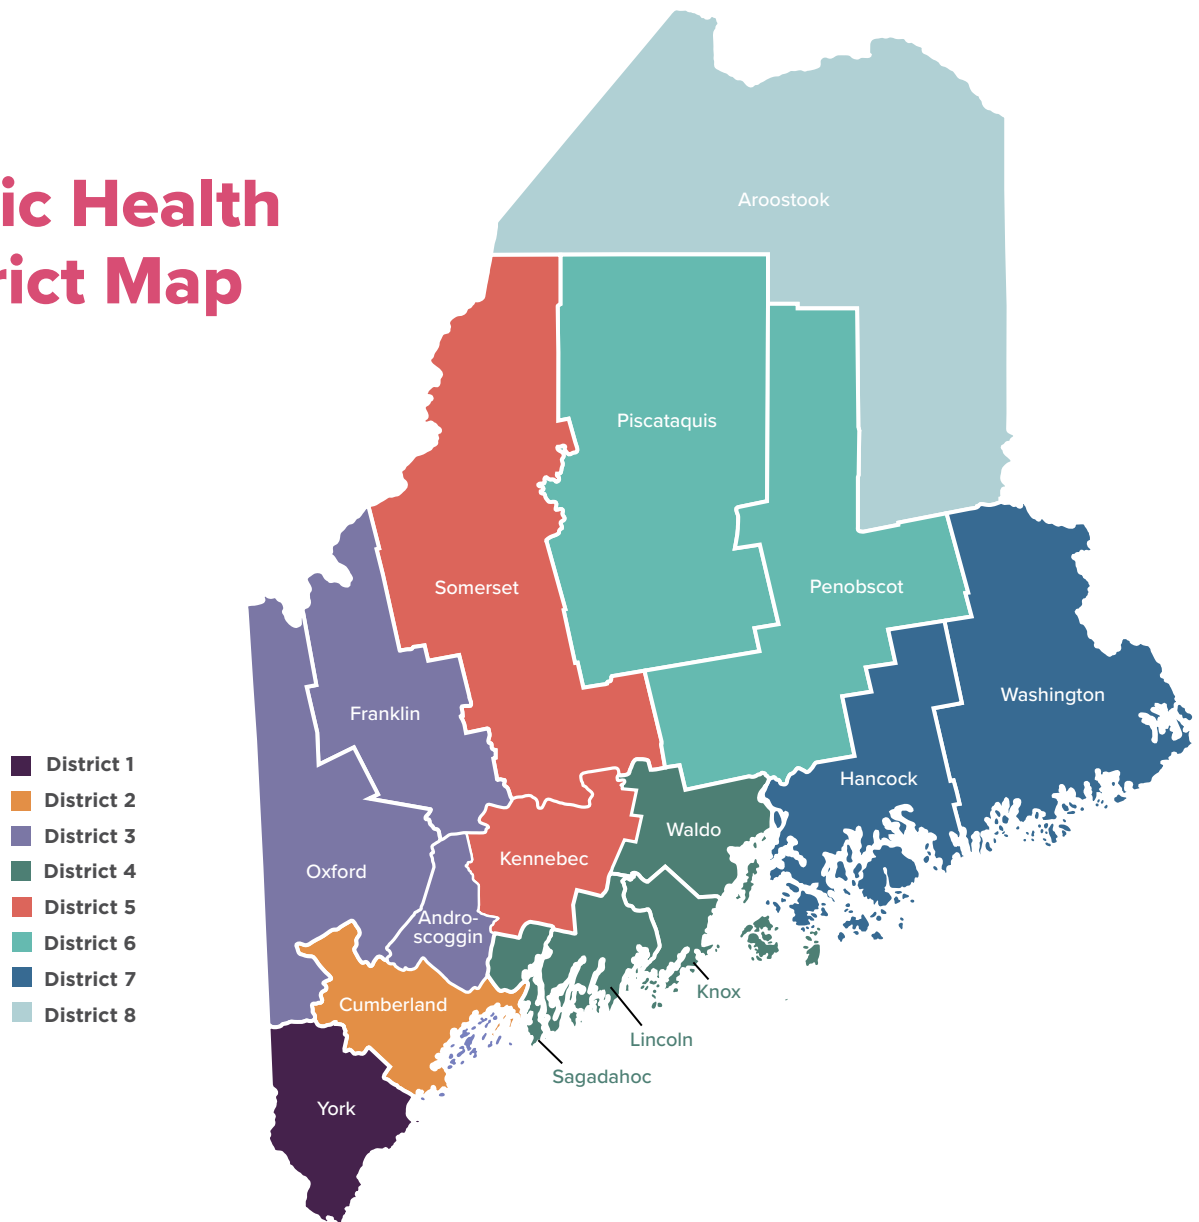 ic Health
rict Map
Aroostook
Piscataquis
Somerset
Penobscot
Washington
Franklin
Hancock
Waldo
Kennebec
Oxford
Andro-
scoggin
Cumberland
Knox
Lincoln
Sagadahoc
York
District 1
District 2
District 3
District 4
District 5
District 6
District 7
District 8